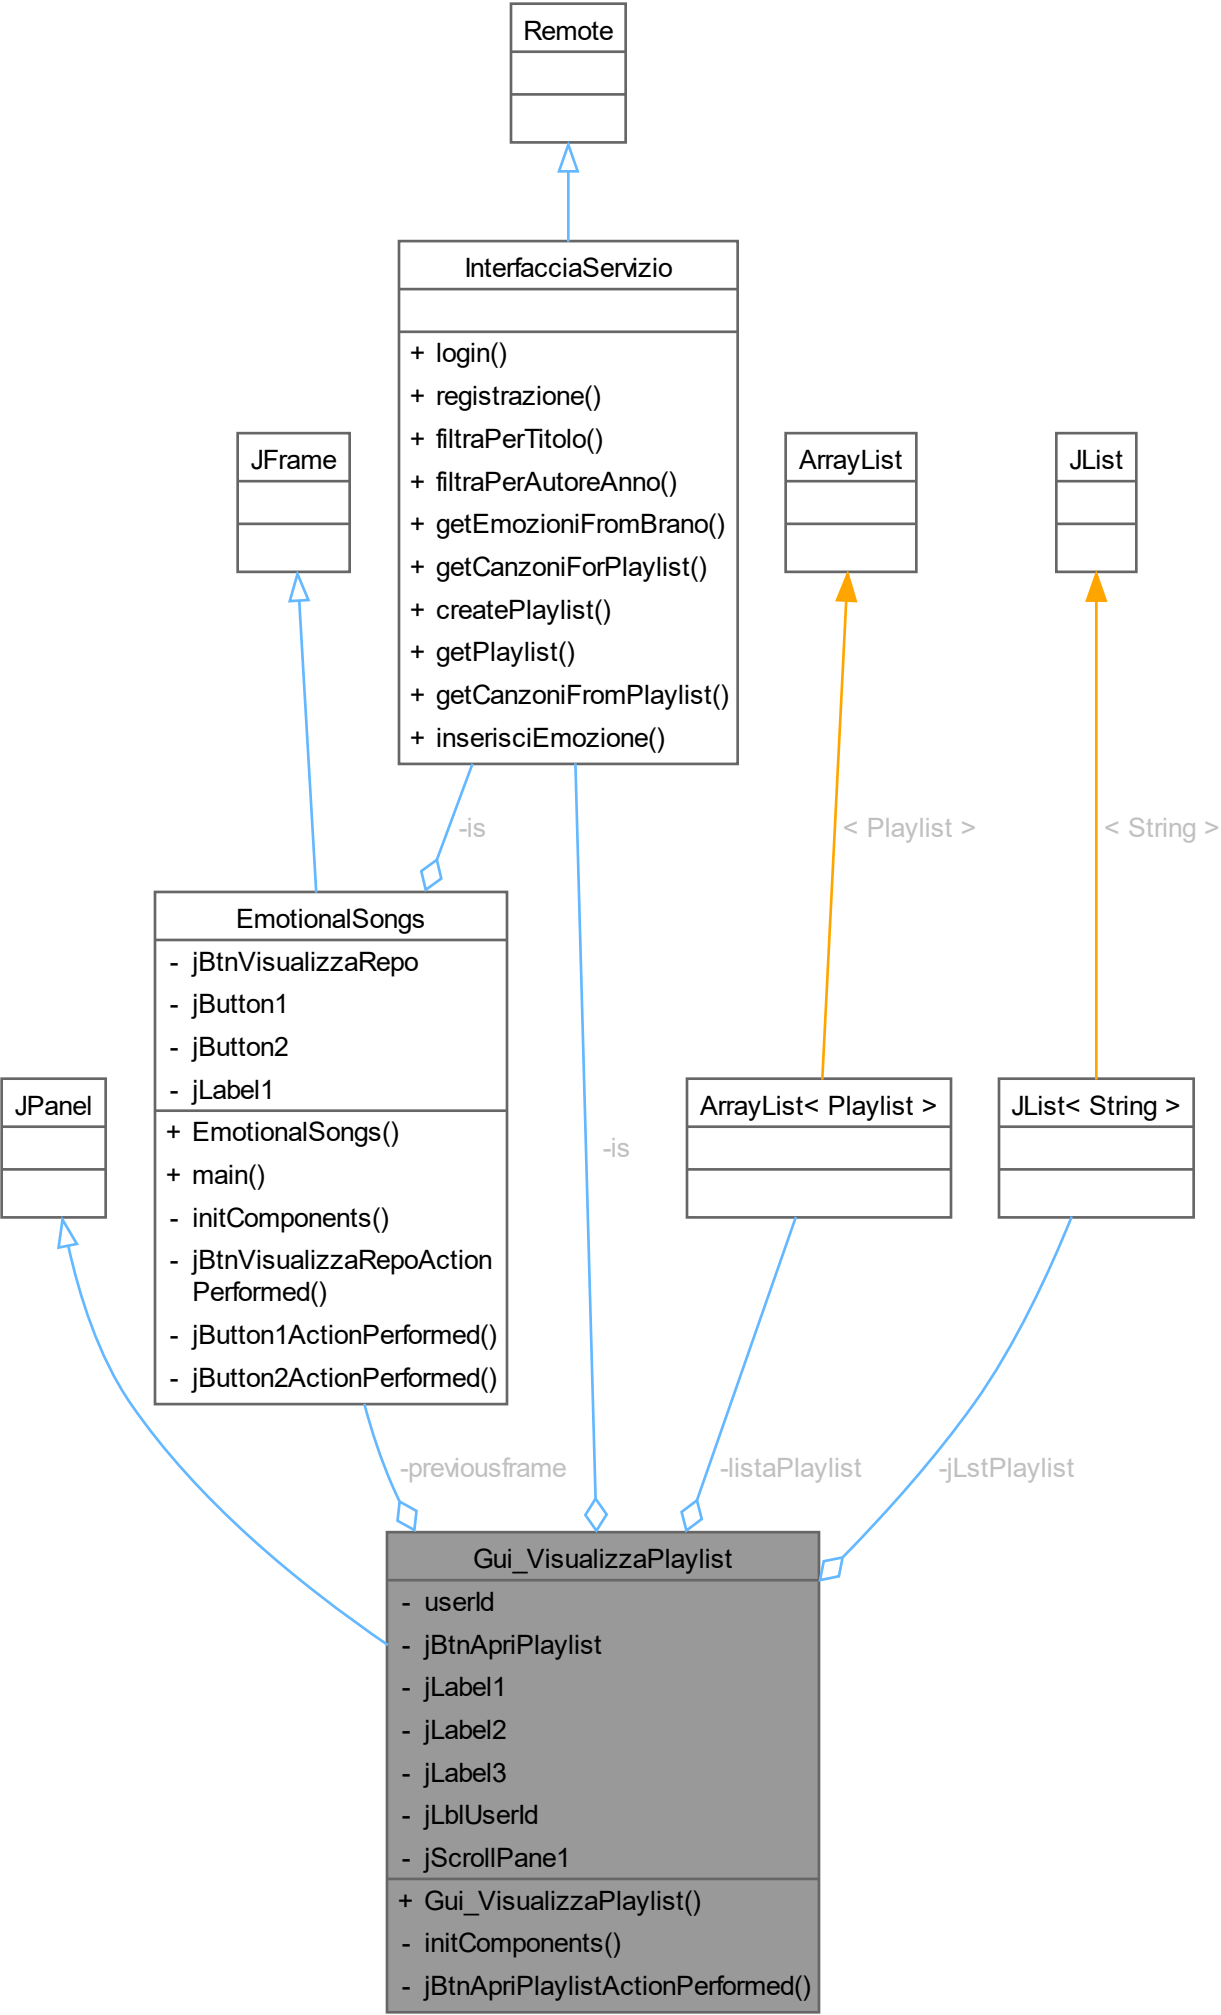 Remote
InterfacciaServizio
+ login()
+ registrazione()
+ filtraPerTitolo()
+ filtraPerAutoreAnno()
+ getEmozioniFromBrano()
+ getCanzoniForPlaylist()
+ createPlaylist()
+ getPlaylist()
+ getCanzoniFromPlaylist()
+ inserisciEmozione()
JFrame
ArrayList
JList
-is
< Playlist >
< String >
EmotionalSongs
- jBtnVisualizzaRepo
- jButton1
- jButton2
- jLabel1
+ EmotionalSongs()
+ main()
- initComponents()
- jBtnVisualizzaRepoAction
Performed()
- jButton1ActionPerformed()
- jButton2ActionPerformed()
JPanel
-is
ArrayList< Playlist >
JList< String >
-previousframe
-listaPlaylist
-jLstPlaylist
Gui_VisualizzaPlaylist
- userId
- jBtnApriPlaylist
- jLabel1
- jLabel2
- jLabel3
- jLblUserId
- jScrollPane1
+ Gui_VisualizzaPlaylist()
- initComponents()
- jBtnApriPlaylistActionPerformed()